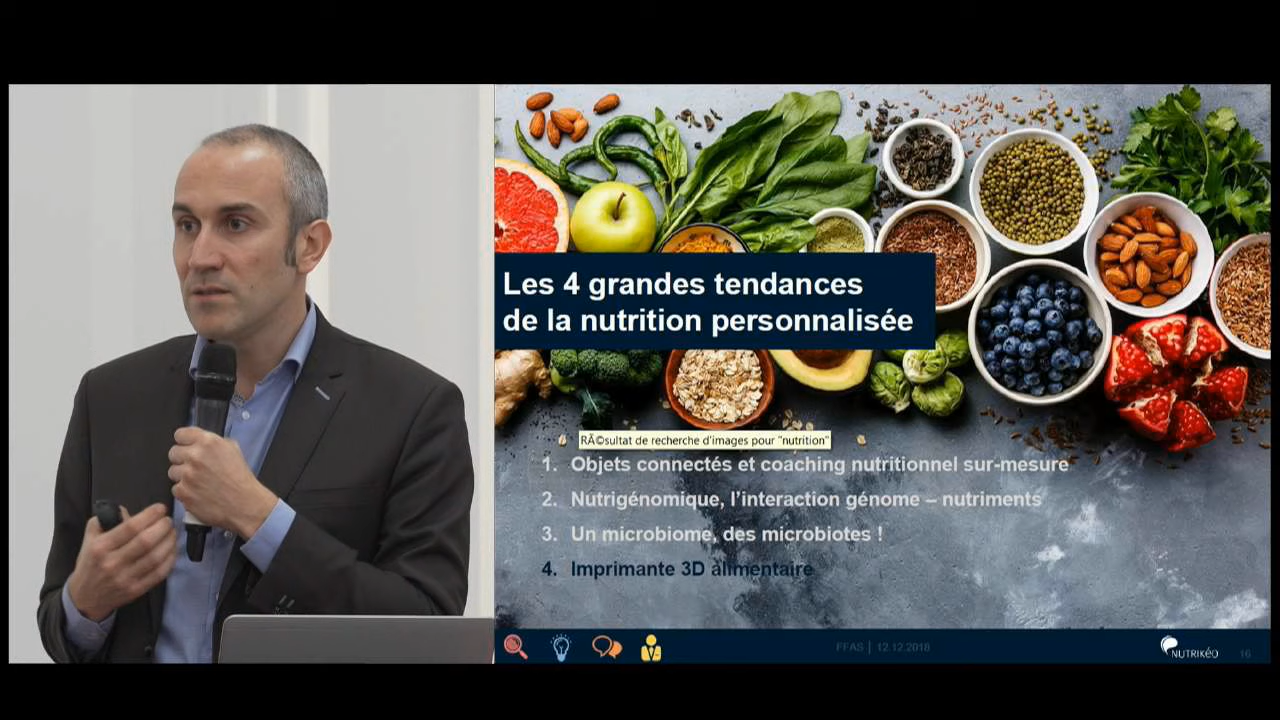 Les 4 grandes tendances
de la nutrition personnalisée
RÃ©sultat de recherche d'images pour "nutrition"
1. Objets connectés et coaching nutritionnel sur-mesure
2. Nutrigénomique, l'interaction génome – nutriments
3. Un microbiome, des microbiotes !
4. Imprimante 3D alimentaire
FFAS | 12.12.2018
NUTRIKÉO
16